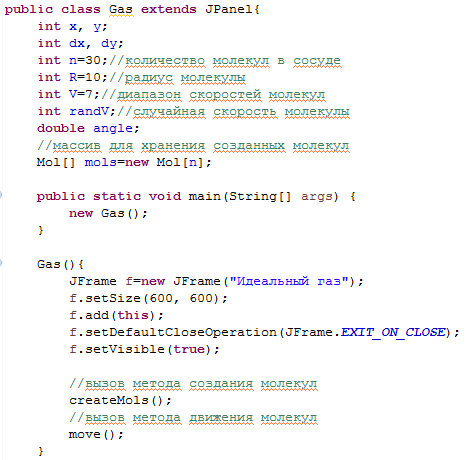 public class Gas extends JPanel{
    int x, y;
    int dx, dy;
    int n=30;//количество молекул в сосуде
    int R=10;//радиус молекулы
    int V=7;//диапазон скоростей молекул
    int randV;//случайная скорость молекулы
    double angle;
    //массив для хранения созданных молекул
    Mol[] mols=new Mol[n];

    public static void main(String[] args) {
        new Gas();
    }

    Gas(){
        JFrame f=new JFrame("Идеальный газ");
        f.setSize(600, 600);
        f.add(this);
        f.setDefaultCloseOperation(JFrame.EXIT_ON_CLOSE);
        f.setVisible(true);

        //вызов метода создания молекул
        createMols();
        //вызов метода движения молекул
        move();
    }